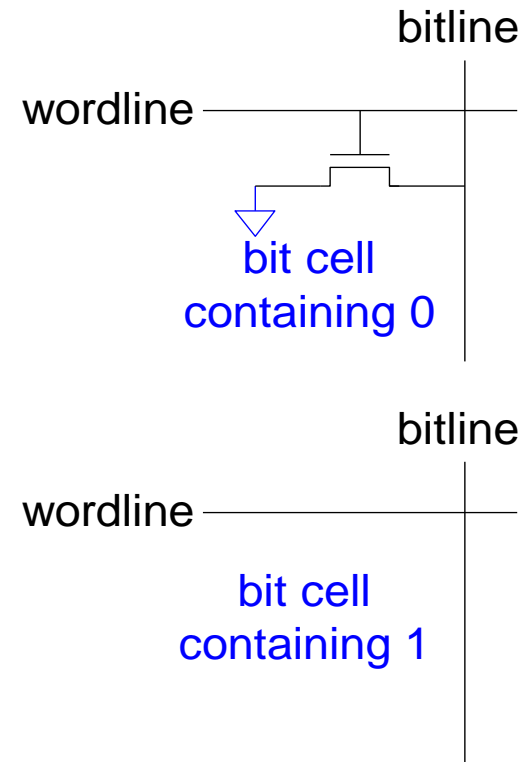 bitline
wordline
bit cell
containing 0
bitline
wordline
bit cell
containing 1